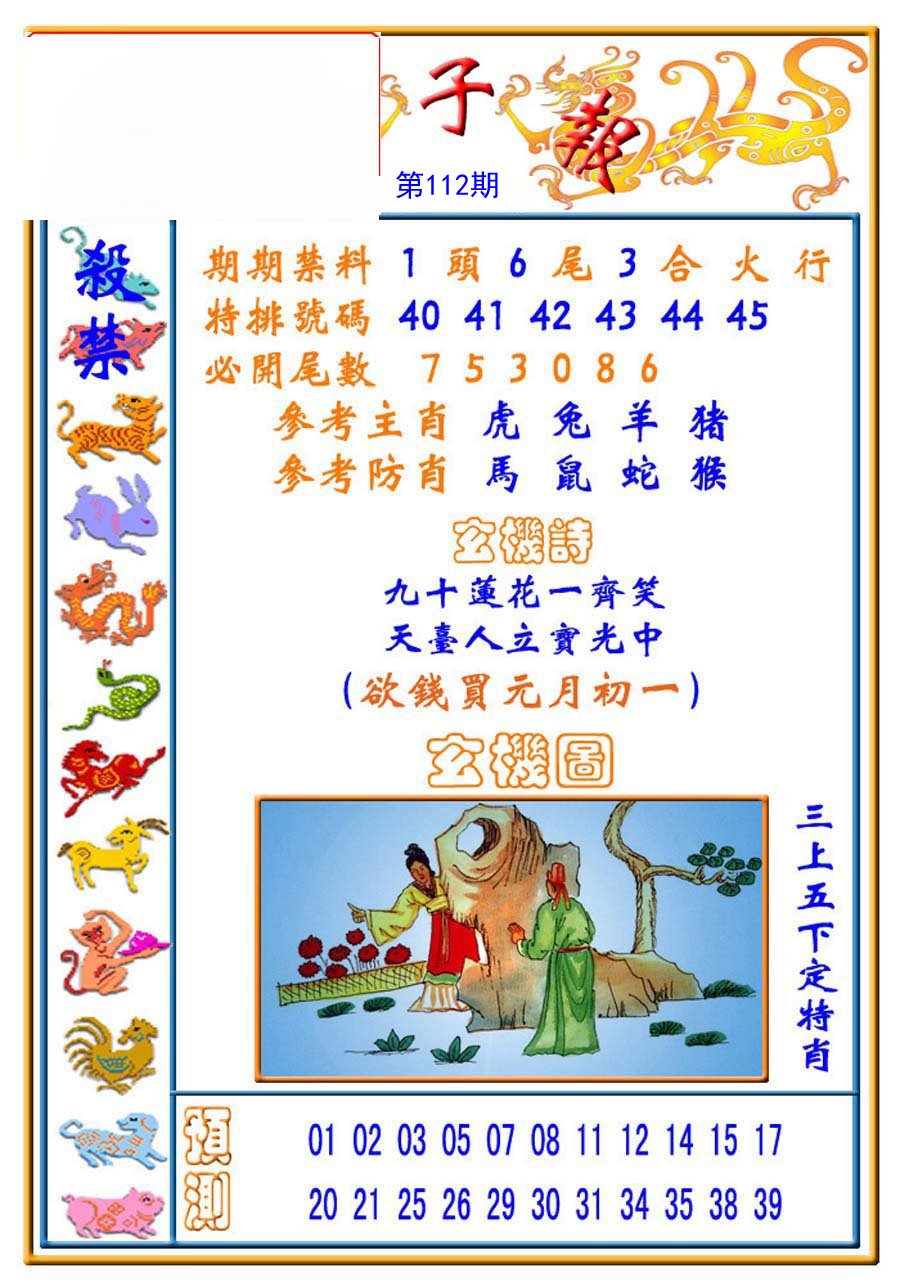 子報
第112期
殺禁
期期禁料 1 頭 6 尾 3 合 火 行
特排號碼 40 41 42 43 44 45
必開尾數 7 5 3 0 8 6
參考主肖 虎 兔 羊 猪
參考防肖 馬 鼠 蛇 猴
玄機詩
九十蓮花一齊笑
天臺人立寶光中
(欲錢買元月初一)
玄機圖
三上五下定特肖
預測
01 02 03 05 07 08 11 12 14 15 17
20 21 25 26 29 30 31 34 35 38 39